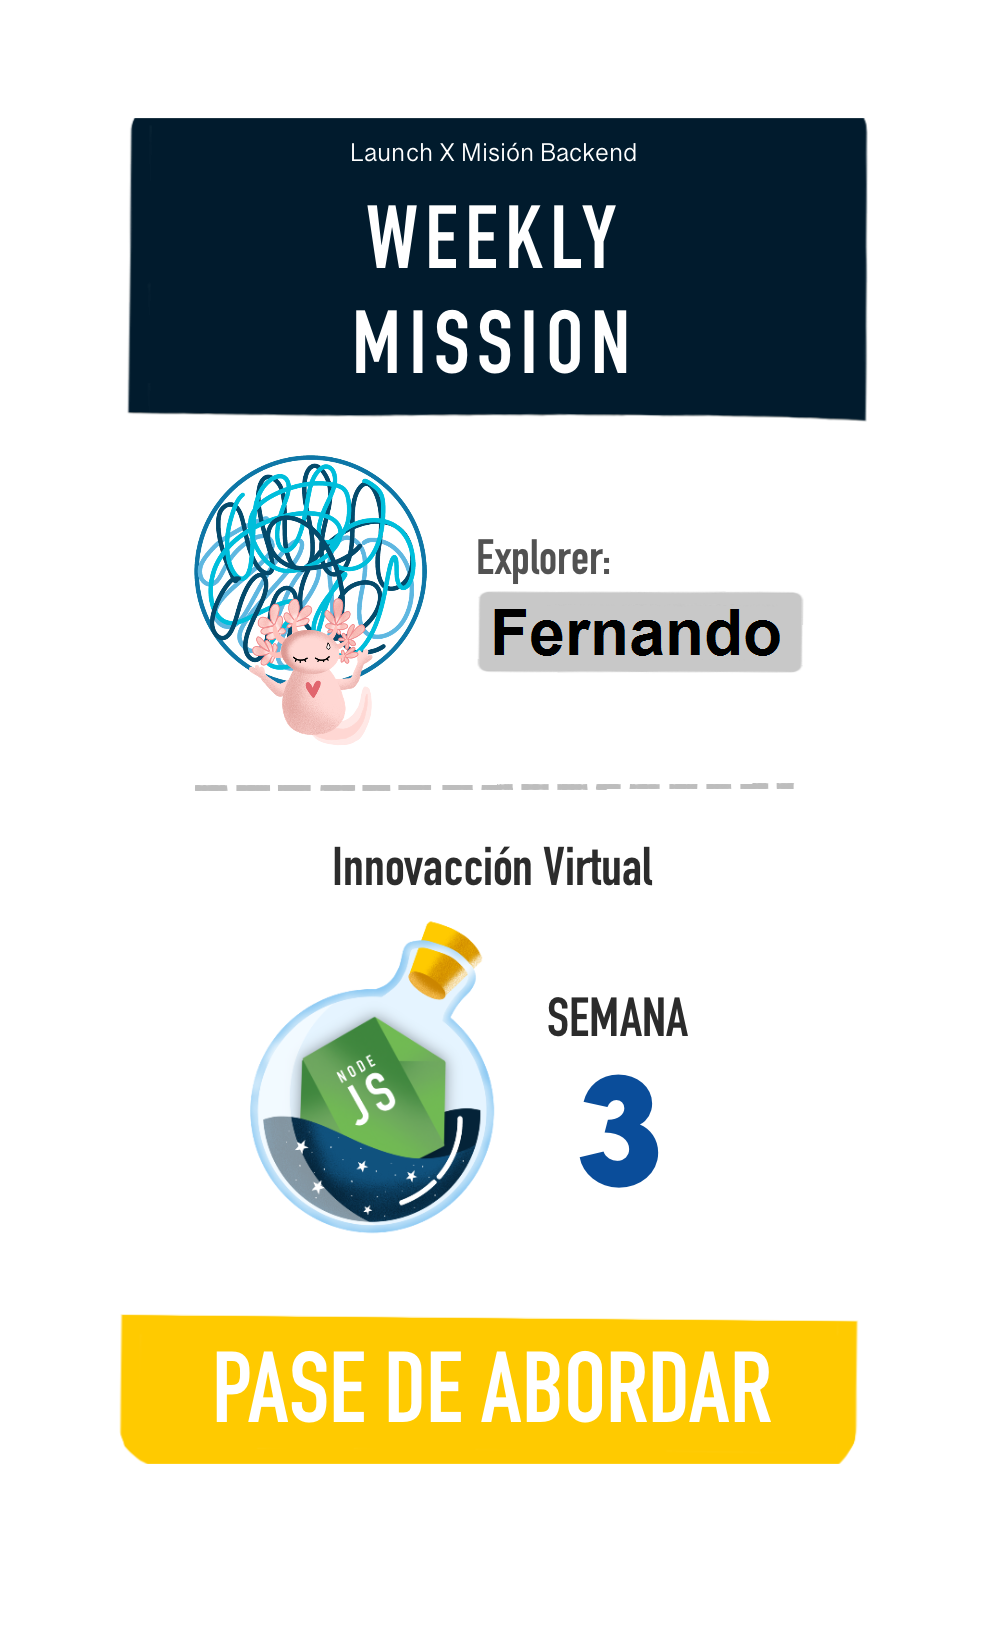 Launch X Misión Backend
WEEKLY
MISSION
Explorer:
Fernando
Innovacción Virtual
NODE
JS
SEMANA
3
PASE DE ABORDAR